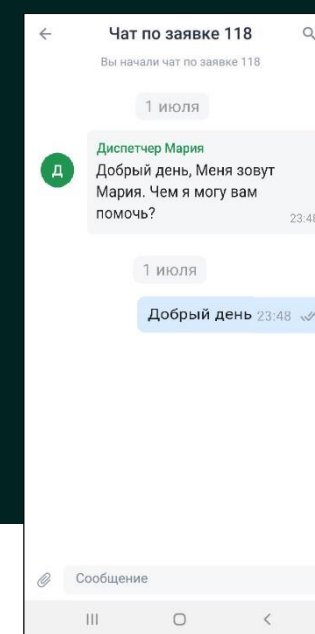 Чат по заявке 118
Вы начали чат по заявке 118
1 июля
Д
Диспетчер Мария
Добрый день, Меня зовут
Мария. Чем я могу вам
помочь?
23:48
1 июля
Добрый день 23:48
Сообщение